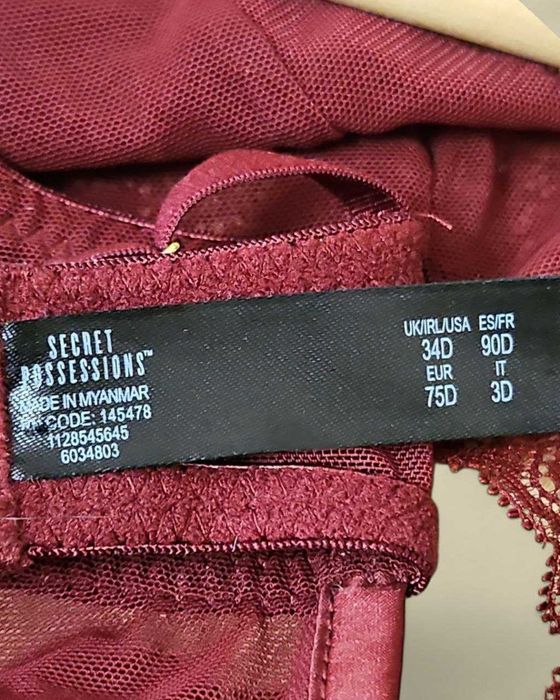 SECRET
POSSESSIONS™
MADE IN MYANMAR
CODE: 145478
1128545645
6034803
UK/IRL/USA ES/FR
34D 90D
EUR IT
75D 3D